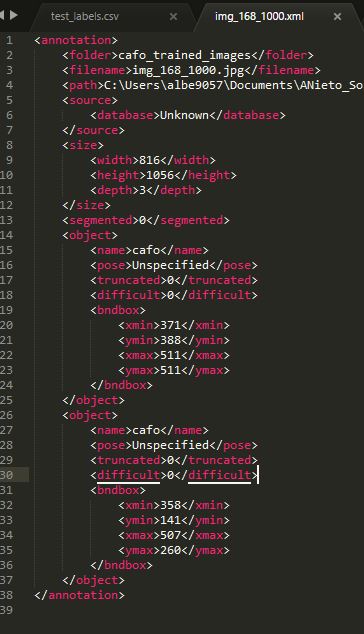 test_labels.csv
img_168_1000.xml
1 <annotation>
2 <folder>cafo_trained_images</folder>
3 <filename>img_168_1000.jpg</filename>
4 <path>C:\Users\albe9057\Documents\ANieto_So
5 <source>
6 <database>Unknown</database>
7 </source>
8 <size>
9 <width>816</width>
10 <height>1056</height>
11 <depth>3</depth>
12 </size>
13 <segmented>0</segmented>
14 <object>
15 <name>cafo</name>
16 <pose>Unspecified</pose>
17 <truncated>0</truncated>
18 <difficult>0</difficult>
19 <bndbox>
20 <xmin>371</xmin>
21 <ymin>388</ymin>
22 <xmax>511</xmax>
23 <ymax>511</ymax>
24 </bndbox>
25 </object>
26 <object>
27 <name>cafo</name>
28 <pose>Unspecified</pose>
29 <truncated>0</truncated>
30 <difficult>0</difficult>
31 <bndbox>
32 <xmin>358</xmin>
33 <ymin>141</ymin>
34 <xmax>507</xmax>
35 <ymax>260</ymax>
36 </bndbox>
37 </object>
38 </annotation>
39